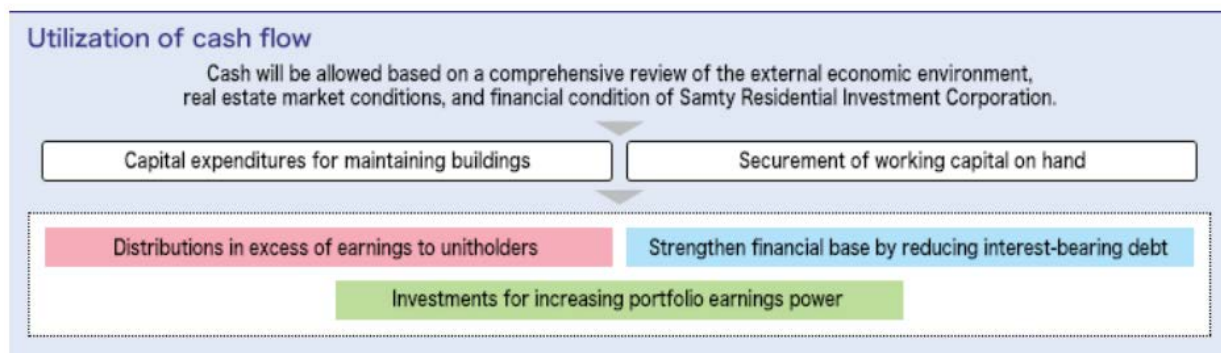 Utilization of cash flow
Cash will be allowed based on a comprehensive review of the external economic environment,
real estate market conditions, and financial condition of Samty Residential Investment Corporation.
Capital expenditures for maintaining buildings
Securement of working capital on hand
Distributions in excess of earnings to unitholders
Strengthen financial base by reducing interest-bearing debt
Investments for increasing portfolio earnings power